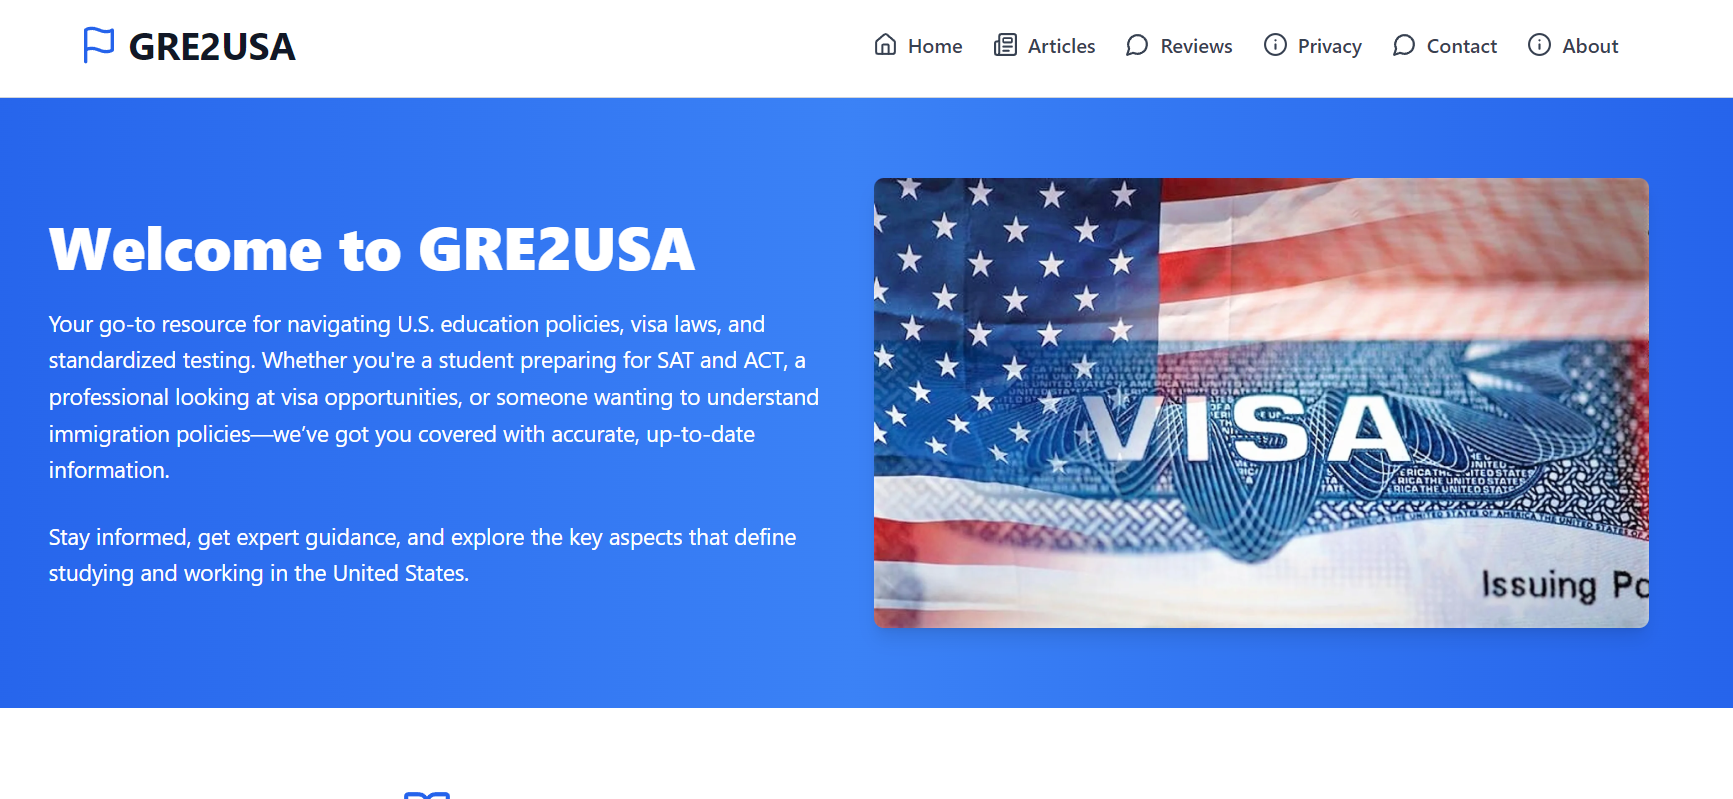 GRE2USA
Home
Articles
Reviews
Privacy
Contact
About
Welcome to GRE2USA
Your go-to resource for navigating U.S. education policies, visa laws, and
standardized testing. Whether you're a student preparing for SAT and ACT, a
professional looking at visa opportunities, or someone wanting to understand
immigration policies—we’ve got you covered with accurate, up-to-date
information.
Stay informed, get expert guidance, and explore the key aspects that define
studying and working in the United States.
VISA
Issuing